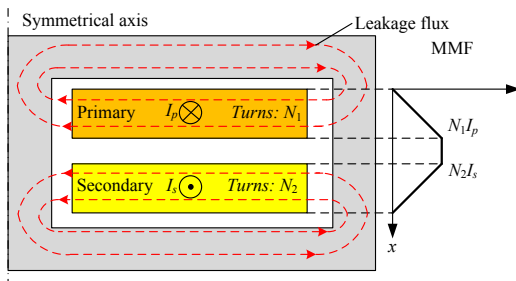 Symmetrical axis
Leakage flux
MMF
Primary I_p Turns: N_1
N_1I_p
Secondary I_s Turns: N_2
N_2I_s
x